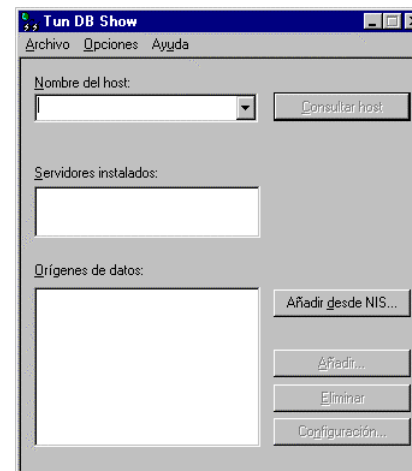 Tun DB Show
Archivo Opciones Ayuda
Nombre del host:
Consultar host
Servidores instalados:
Orígenes de datos:
Añadir desde NIS...
Añadir...
Eliminar
Configuración...